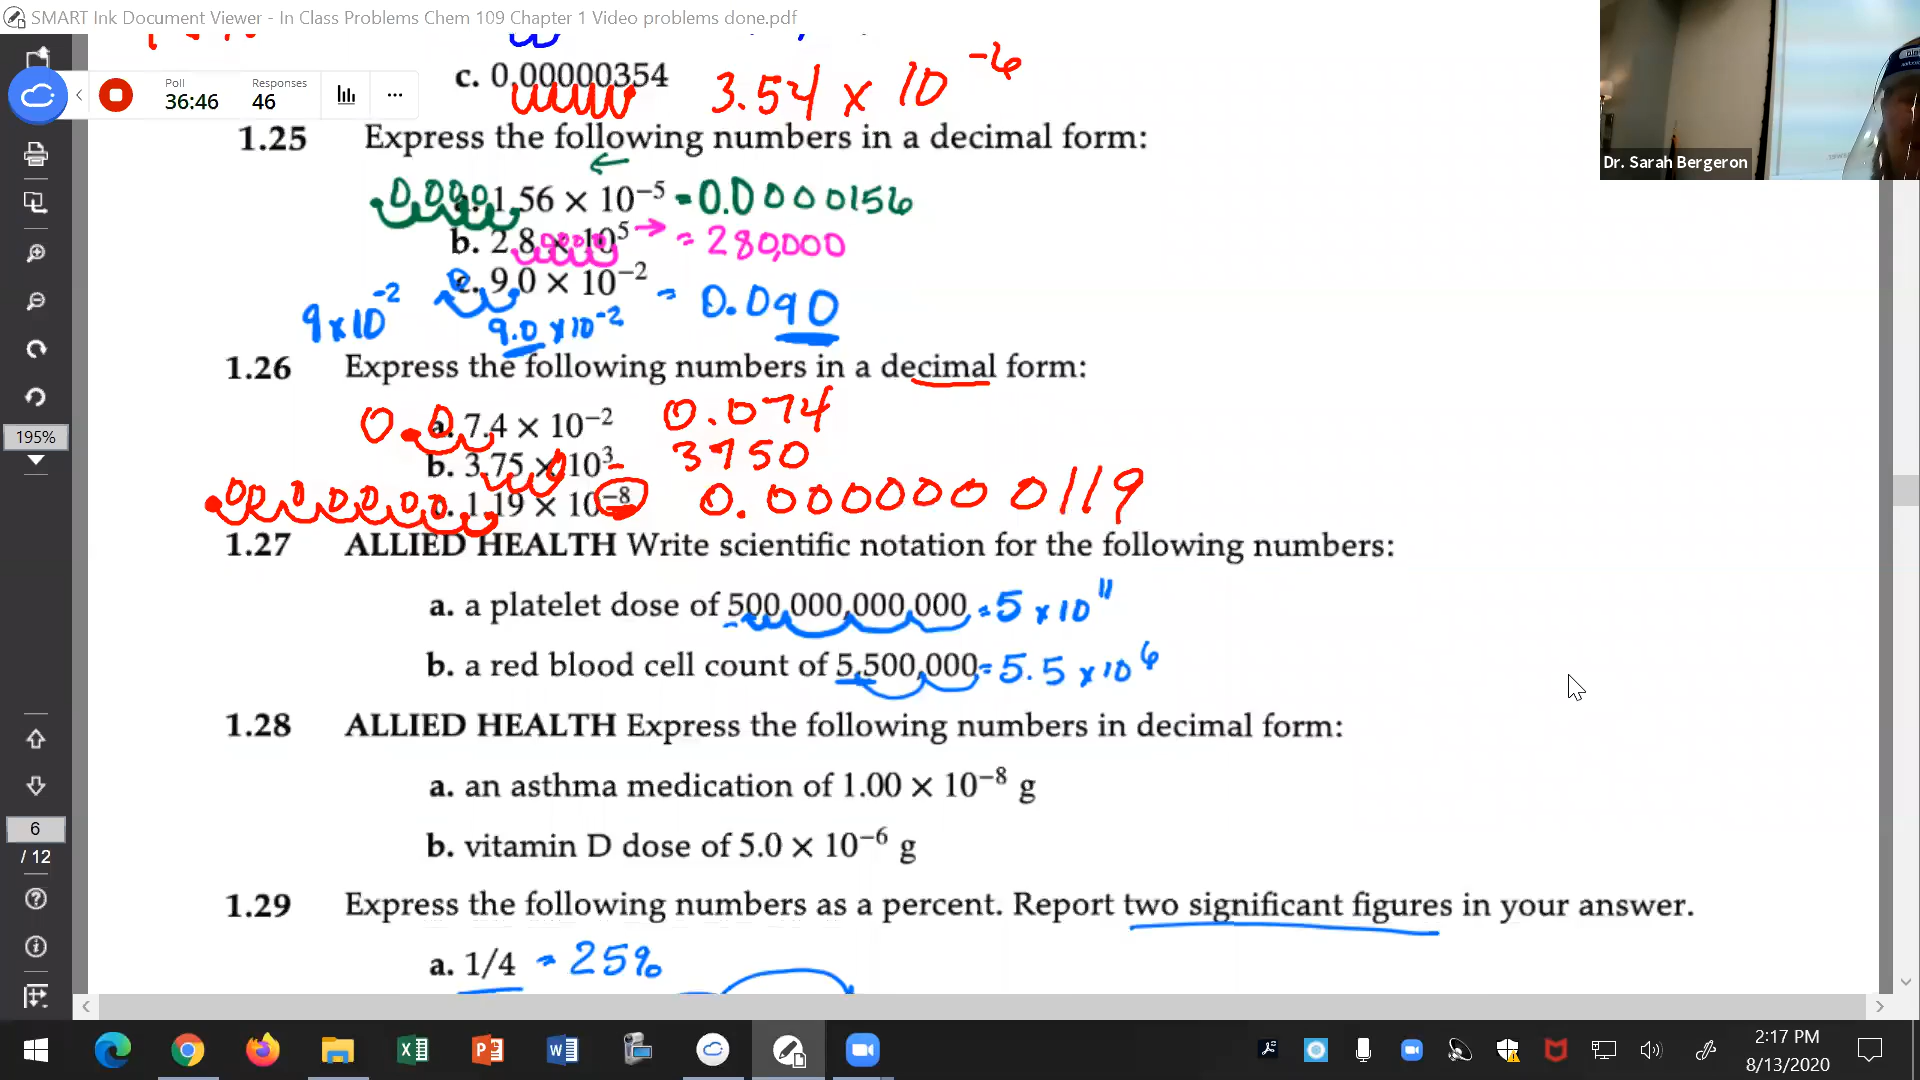 SMART Ink Document Viewer - In Class Problems Chem 109 Chapter 1 Video problems done.pdf
Poll
36:46
Responses
46
...
Dr. Sarah Bergeron
c. 0.00000354 3.54 x 10⁻⁶
1.25 Express the following numbers in a decimal form:
1.56 × 10⁻⁵ = 0.0000156
b. 2.8 × 10⁵ → = 280,000
c. 9.0 × 10⁻² = 0.090
9x10⁻² 9.0 x10⁻²
1.26 Express the following numbers in a decimal form:
a. 7.4 × 10⁻² 0.074
b. 3.75 × 10³ 3750
1.19 × 10⁻⁸ 0.0000000119
1.27 ALLIED HEALTH Write scientific notation for the following numbers:
a. a platelet dose of 500,000,000,000 = 5 x10¹¹
b. a red blood cell count of 5,500,000 = 5.5 x10⁶
1.28 ALLIED HEALTH Express the following numbers in decimal form:
a. an asthma medication of 1.00 × 10⁻⁸ g
b. vitamin D dose of 5.0 × 10⁻⁶ g
1.29 Express the following numbers as a percent. Report two significant figures in your answer.
a. 1/4 = 25%
195%
6
/ 12
2:17 PM
8/13/2020